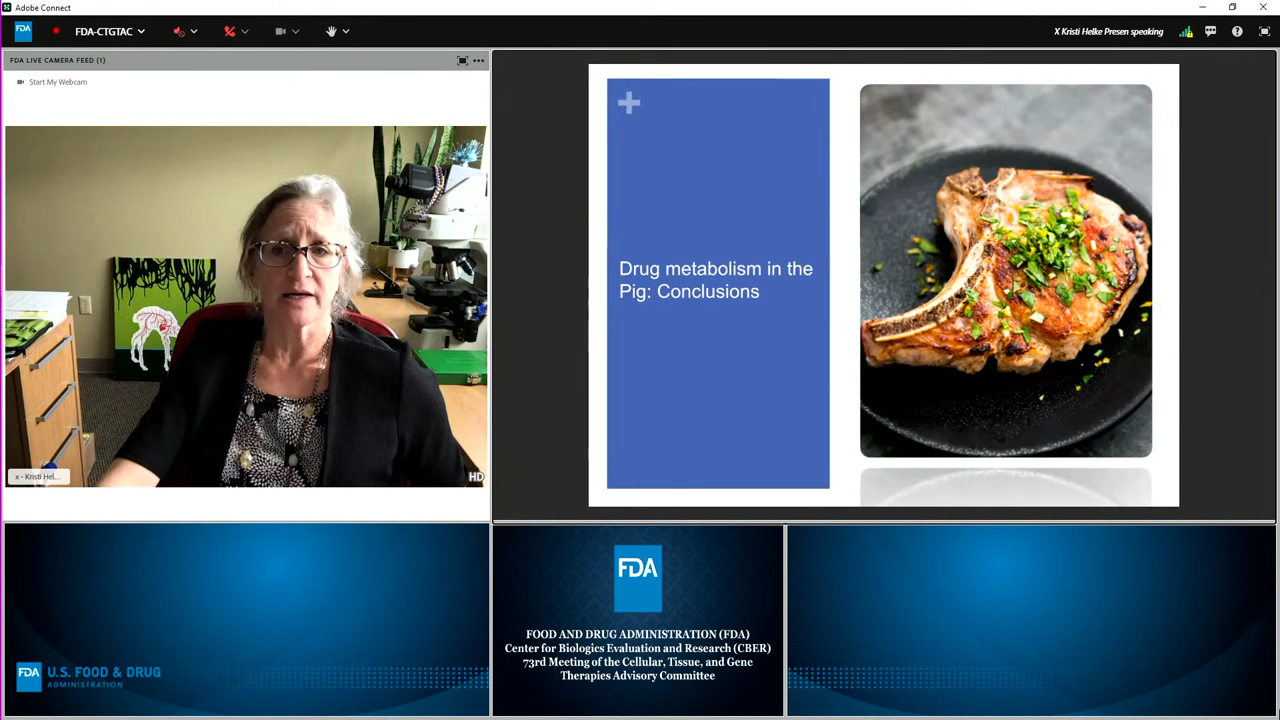 Adobe Connect
FDA
FDA-CTGTAC
X Kristi Helke Presen speaking
FDA LIVE CAMERA FEED (1)
Start My Webcam
x - Kristi Hel...
HD
Drug metabolism in the
Pig: Conclusions
FDA
U.S. FOOD & DRUG
ADMINISTRATION
FDA
FOOD AND DRUG ADMINISTRATION (FDA)
Center for Biologics Evaluation and Research (CBER)
73rd Meeting of the Cellular, Tissue, and Gene
Therapies Advisory Committee